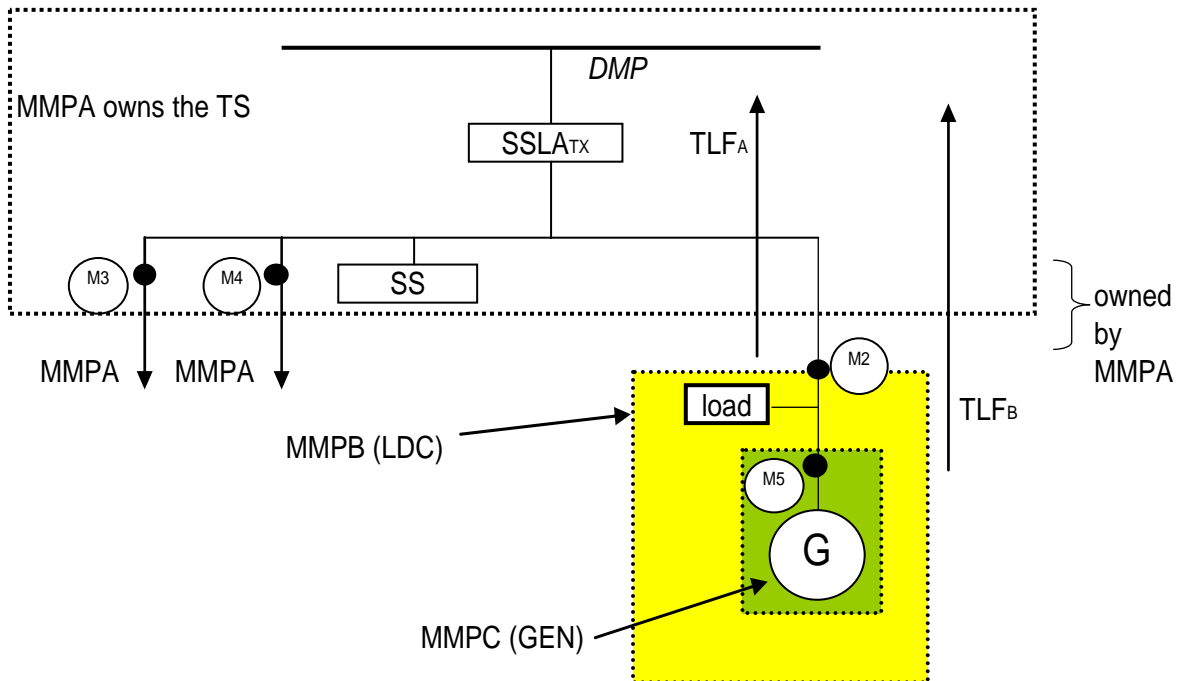 DMP
MMPA owns the TS
SSLATX
TLFA
M3
M4
SS
owned
by
MMPA
MMPA
MMPA
M2
load
TLFB
MMPB (LDC)
M5
G
MMPC (GEN)